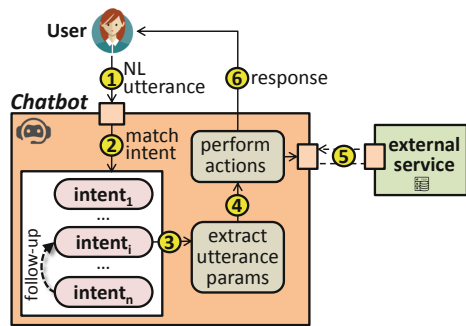 User
1 NL
utterance
6 response
Chatbot
2 match
intent
perform
actions
5
external
service
intent1
...
intenti
3
4
extract
utterance
params
...
intentn
follow-up